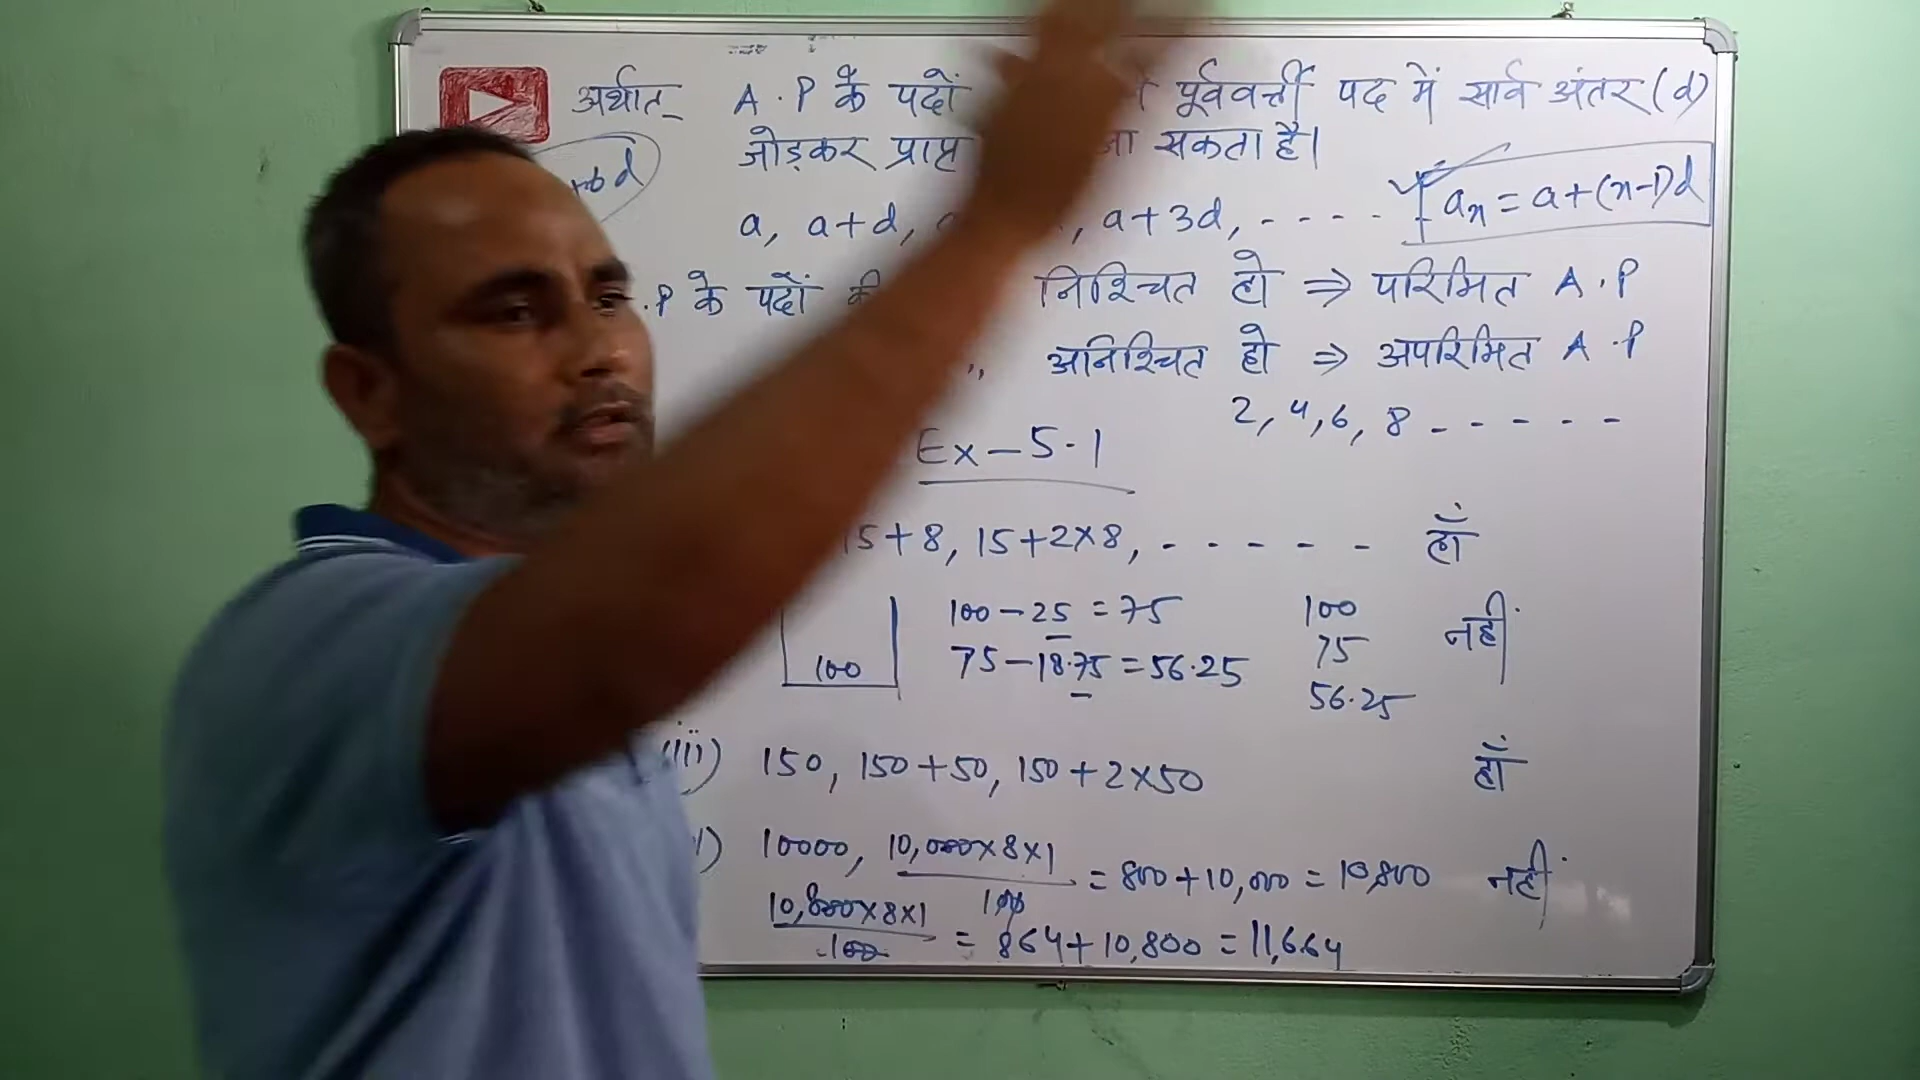 अर्थात_ A.P के पदों पूर्ववर्त्ती पद में सार्व अंतर (d)
जोड़कर प्राप्त जा सकता है।
a, a+d, , a+3d, - - - - aₙ = a+(n-1)d
.P के पदों की निश्चित हो ⇒ परिमित A.P
,, अनिश्चित हो ⇒ अपरिमित A.P
2, 4, 6, 8 - - - - -
Ex-5.1
15+8, 15+2×8, - - - - - हाँ
100-25 = 75 100 नहीं
100 75-18.75 = 56.25 75
56.25
(iii) 150, 150+50, 150+2×50 हाँ
10000, 10,000×8×1/100 = 800+10,000 = 10,800 नहीं
10,800×8×1/100 = 864+10,800 = 11,664